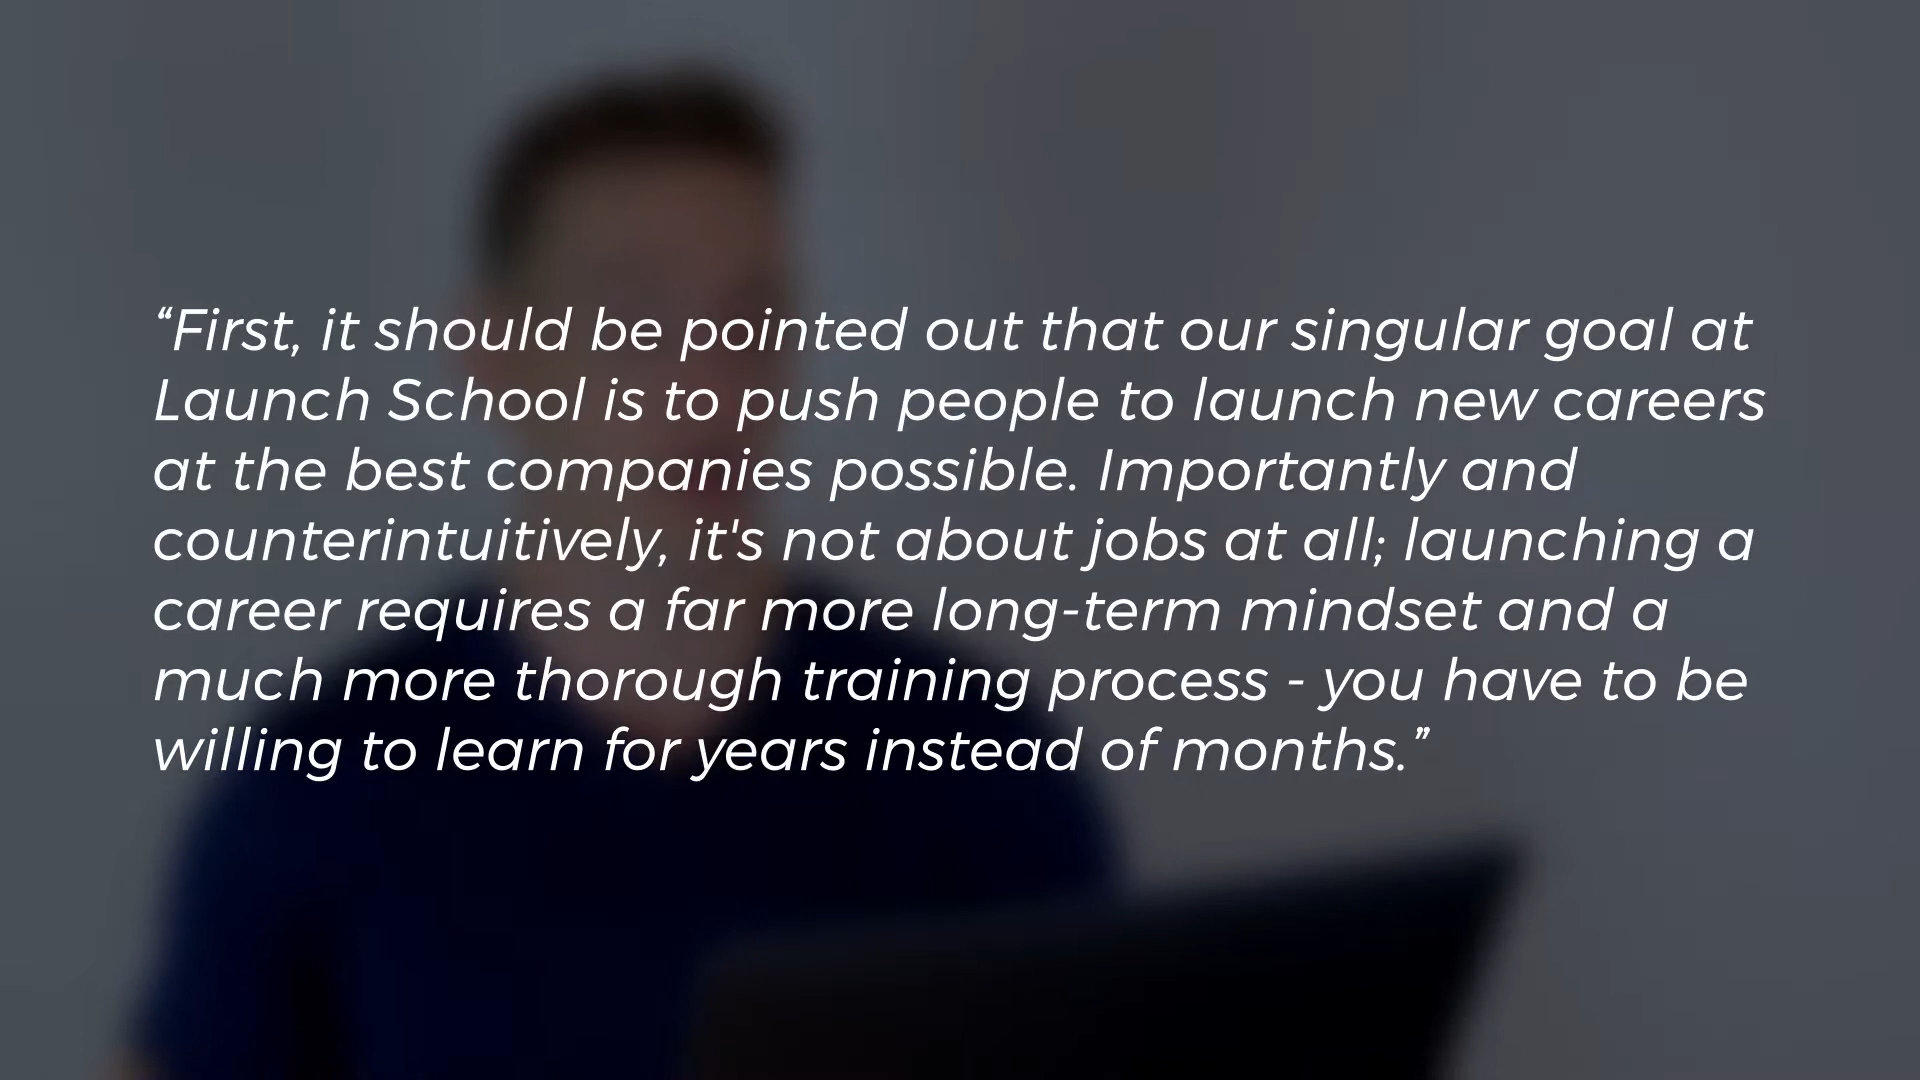 “First, it should be pointed out that our singular goal at
Launch School is to push people to launch new careers
at the best companies possible. Importantly and
counterintuitively, it's not about jobs at all; launching a
career requires a far more long-term mindset and a
much more thorough training process - you have to be
willing to learn for years instead of months.”